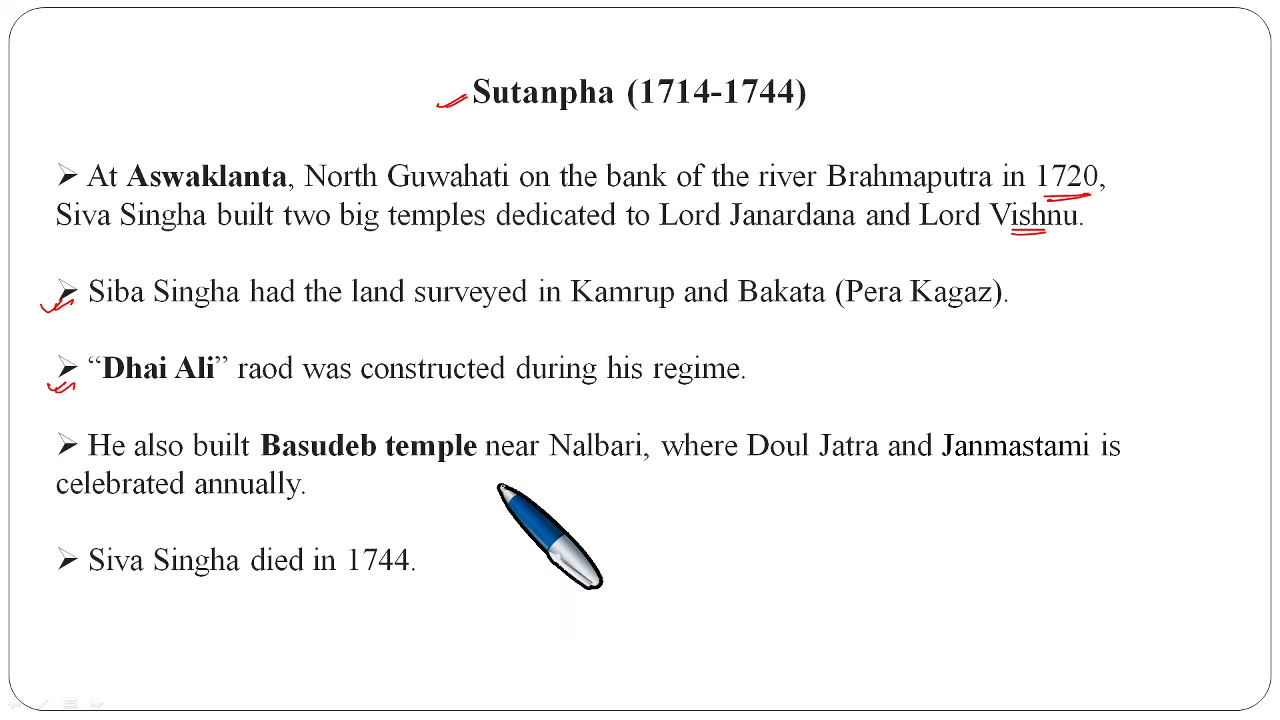 Sutanpha (1714-1744)
➢ At Aswaklanta, North Guwahati on the bank of the river Brahmaputra in 1720,
Siva Singha built two big temples dedicated to Lord Janardana and Lord Vishnu.
➢ Siba Singha had the land surveyed in Kamrup and Bakata (Pera Kagaz).
➢ “Dhai Ali” raod was constructed during his regime.
➢ He also built Basudeb temple near Nalbari, where Doul Jatra and Janmastami is
celebrated annually.
➢ Siva Singha died in 1744.